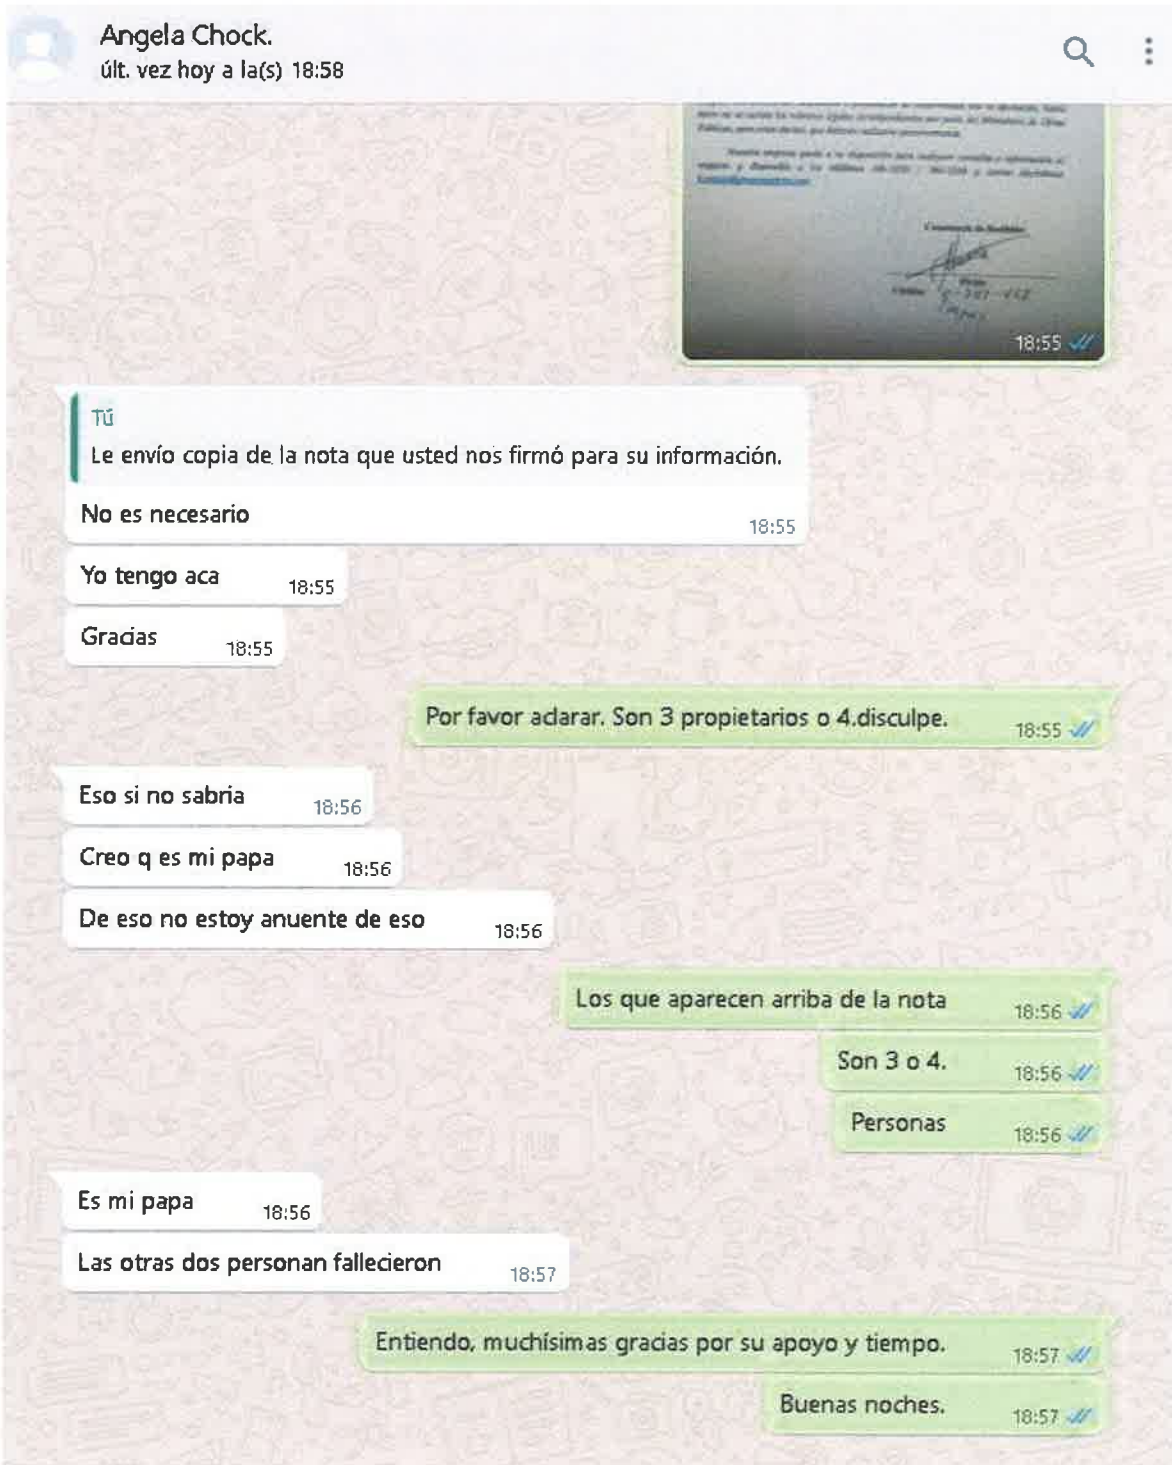 Angela Chock.
últ. vez hoy a la(s) 18:58
18:55
Tú
Le envío copia de la nota que usted nos firmó para su información.
No es necesario
18:55
Yo tengo aca 18:55
Gracias 18:55
Por favor aclarar. Son 3 propietarios o 4.disculpe. 18:55
Eso si no sabria 18:56
Creo q es mi papa 18:56
De eso no estoy anuente de eso 18:56
Los que aparecen arriba de la nota 18:56
Son 3 o 4. 18:56
Personas 18:56
Es mi papa 18:56
Las otras dos personan fallecieron 18:57
Entiendo, muchísimas gracias por su apoyo y tiempo. 18:57
Buenas noches. 18:57